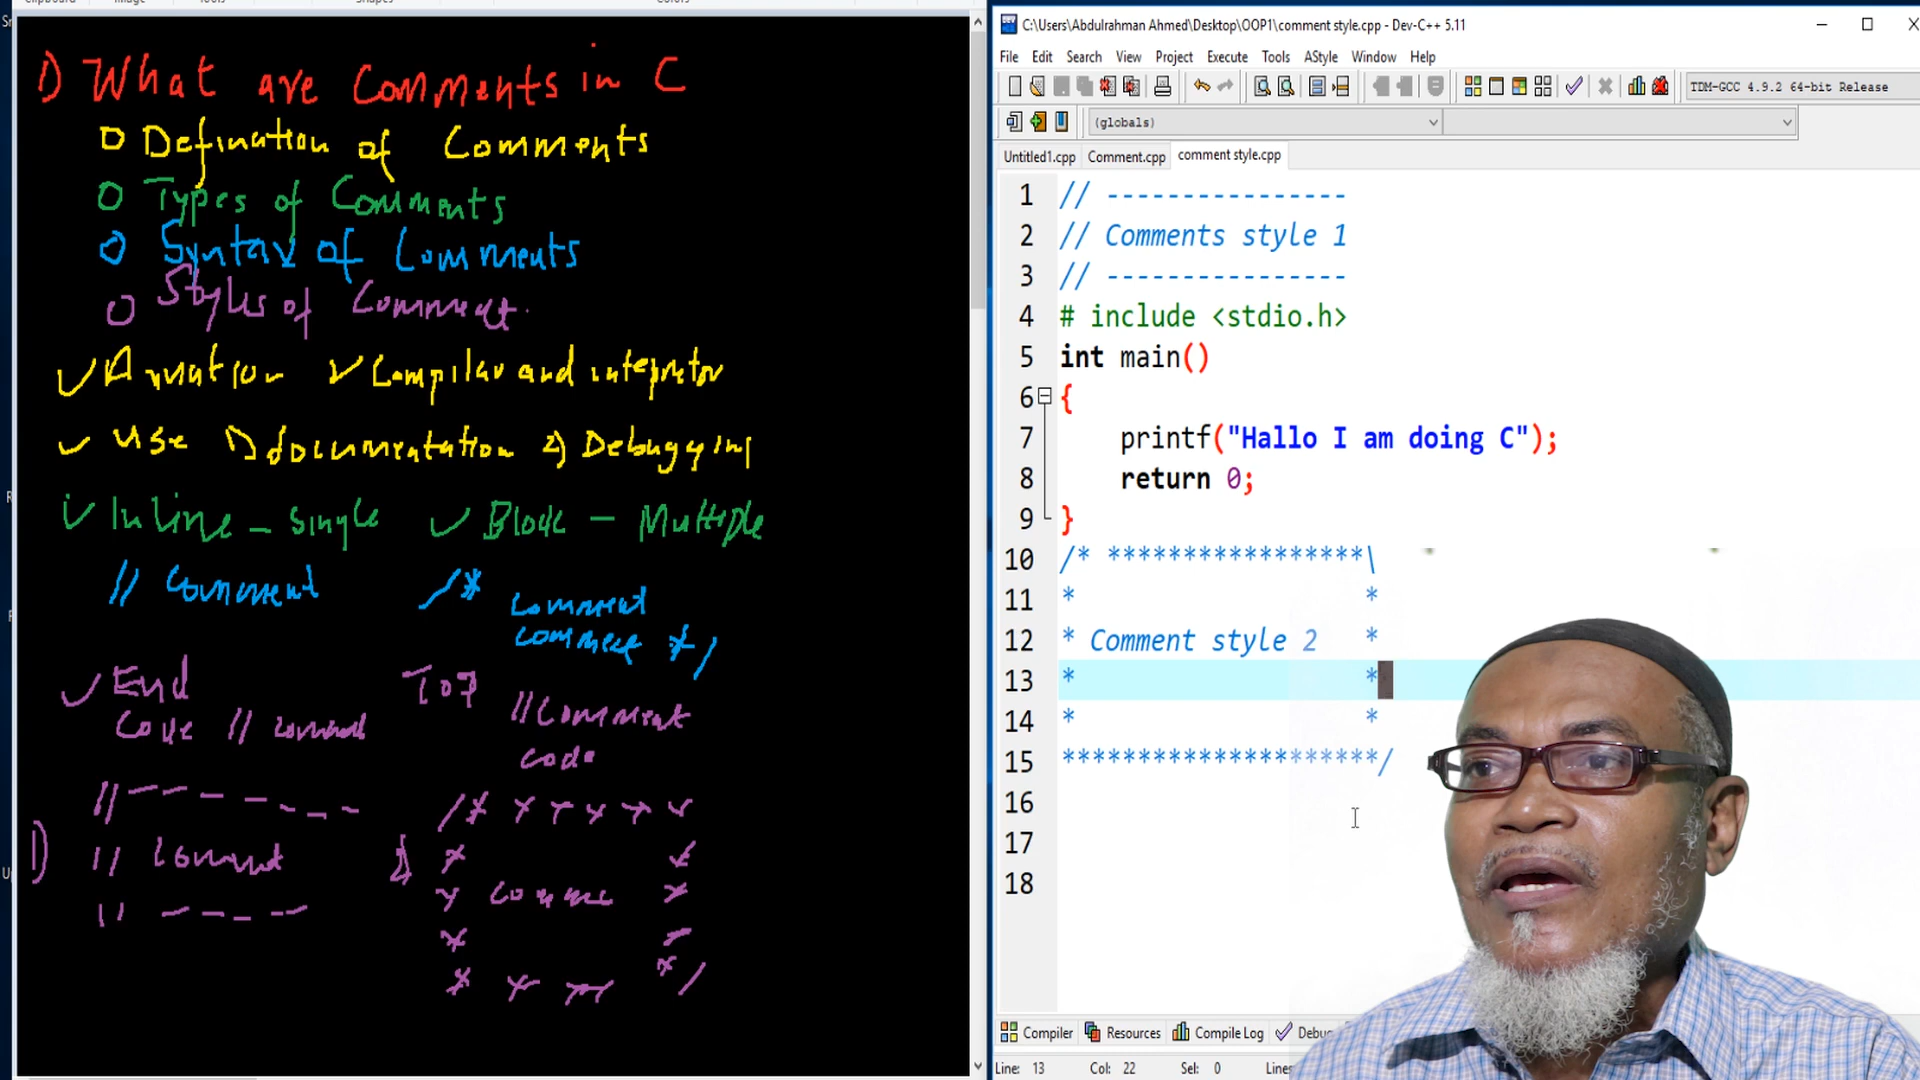 1) What are Comments in C
Defination of Comments
Types of Comments
Syntax of Comments
Styles of Comment.
Compiler and
Use 1) documentation 2) Debugging
Inline - Single Block - Multiple
// Comment /* comment
*/
End
Code // comment
Top
// Comment
code
// - - - - - - -
1) // Comment
// - - - -
/*
2)
*/
C:\Users\Abdulrahman Ahmed\Desktop\OOP1\comment style.cpp - Dev-C++ 5.11
File Edit Search View Project Execute Tools AStyle Window Help
TDM-GCC 4.9.2 64-bit Release
(globals)
Untitled1.cpp Comment.cpp comment style.cpp
1 // ----------------
2 // Comments style 1
3 // ----------------
4 # include <stdio.h>
5 int main()
6 {
7 printf("Hallo I am doing C");
8 return 0;
9 }
10 /* *****************\
11 * *
12 * Comment style 2 *
13 * *
14 * *
15 *********************/
16
17
18
Compiler Resources Compile Log
Line: 13 Col: 22 Sel: 0